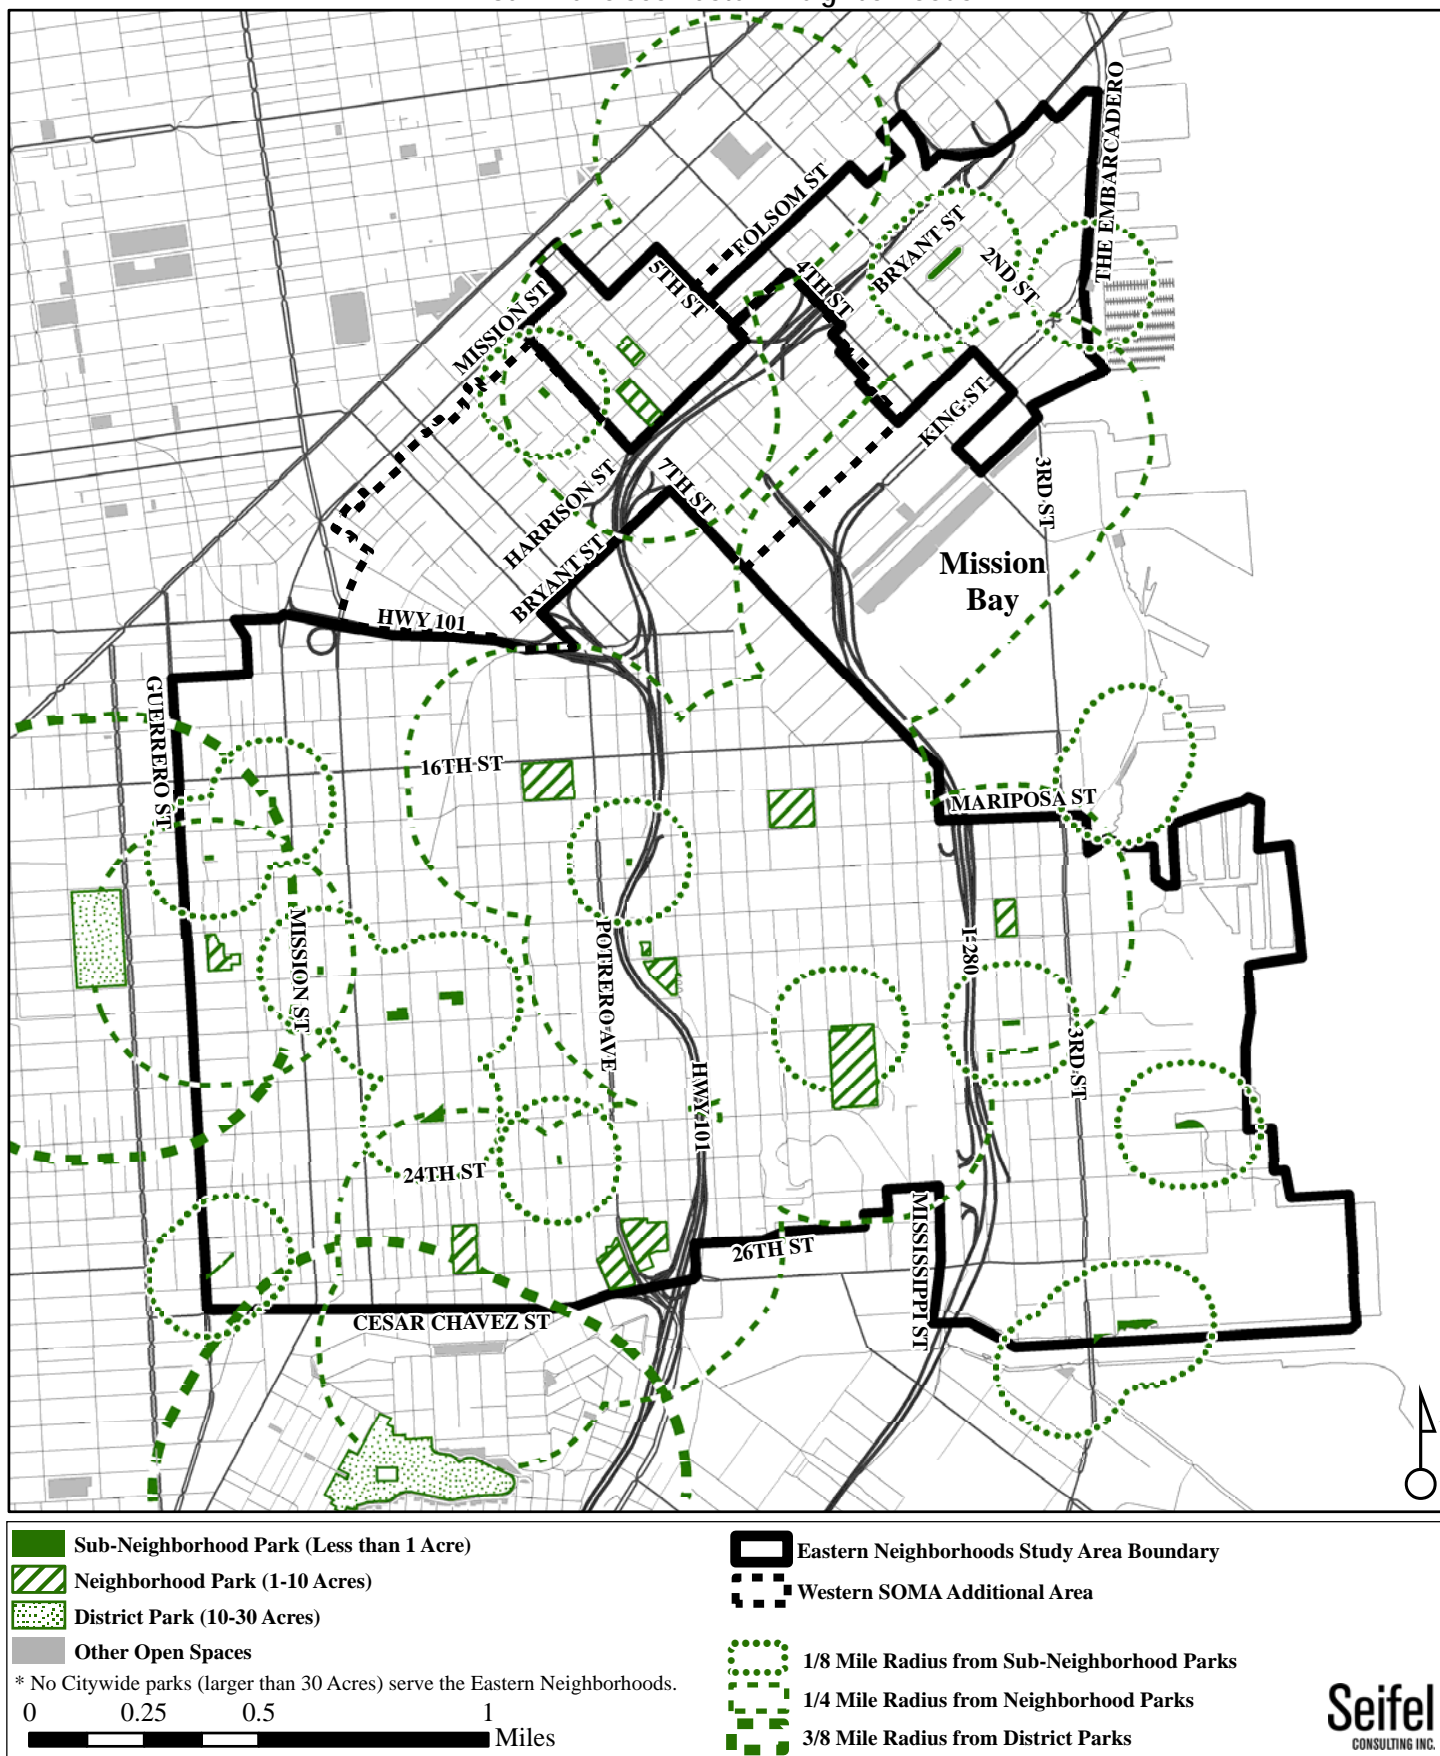 FOLSOM ST
THE EMBARCADERO
BRYANT ST
2ND ST
5TH ST
4TH ST
MISSION ST
KING ST
3RD ST
7TH ST
HARRISON ST
BRYANT ST
Mission
Bay
HWY 101
GUERRERO ST
16TH ST
MARIPOSA ST
MISSION ST
POTRERO AVE
I-280
3RD ST
HWY 101
24TH ST
26TH ST
MISSISSIPPI ST
CESAR CHAVEZ ST
Sub-Neighborhood Park (Less than 1 Acre)
Neighborhood Park (1-10 Acres)
District Park (10-30 Acres)
Other Open Spaces
* No Citywide parks (larger than 30 Acres) serve the Eastern Neighborhoods.
0 0.25 0.5 1
Miles
Eastern Neighborhoods Study Area Boundary
Western SOMA Additional Area
1/8 Mile Radius from Sub-Neighborhood Parks
1/4 Mile Radius from Neighborhood Parks
3/8 Mile Radius from District Parks
Seifel
CONSULTING INC.